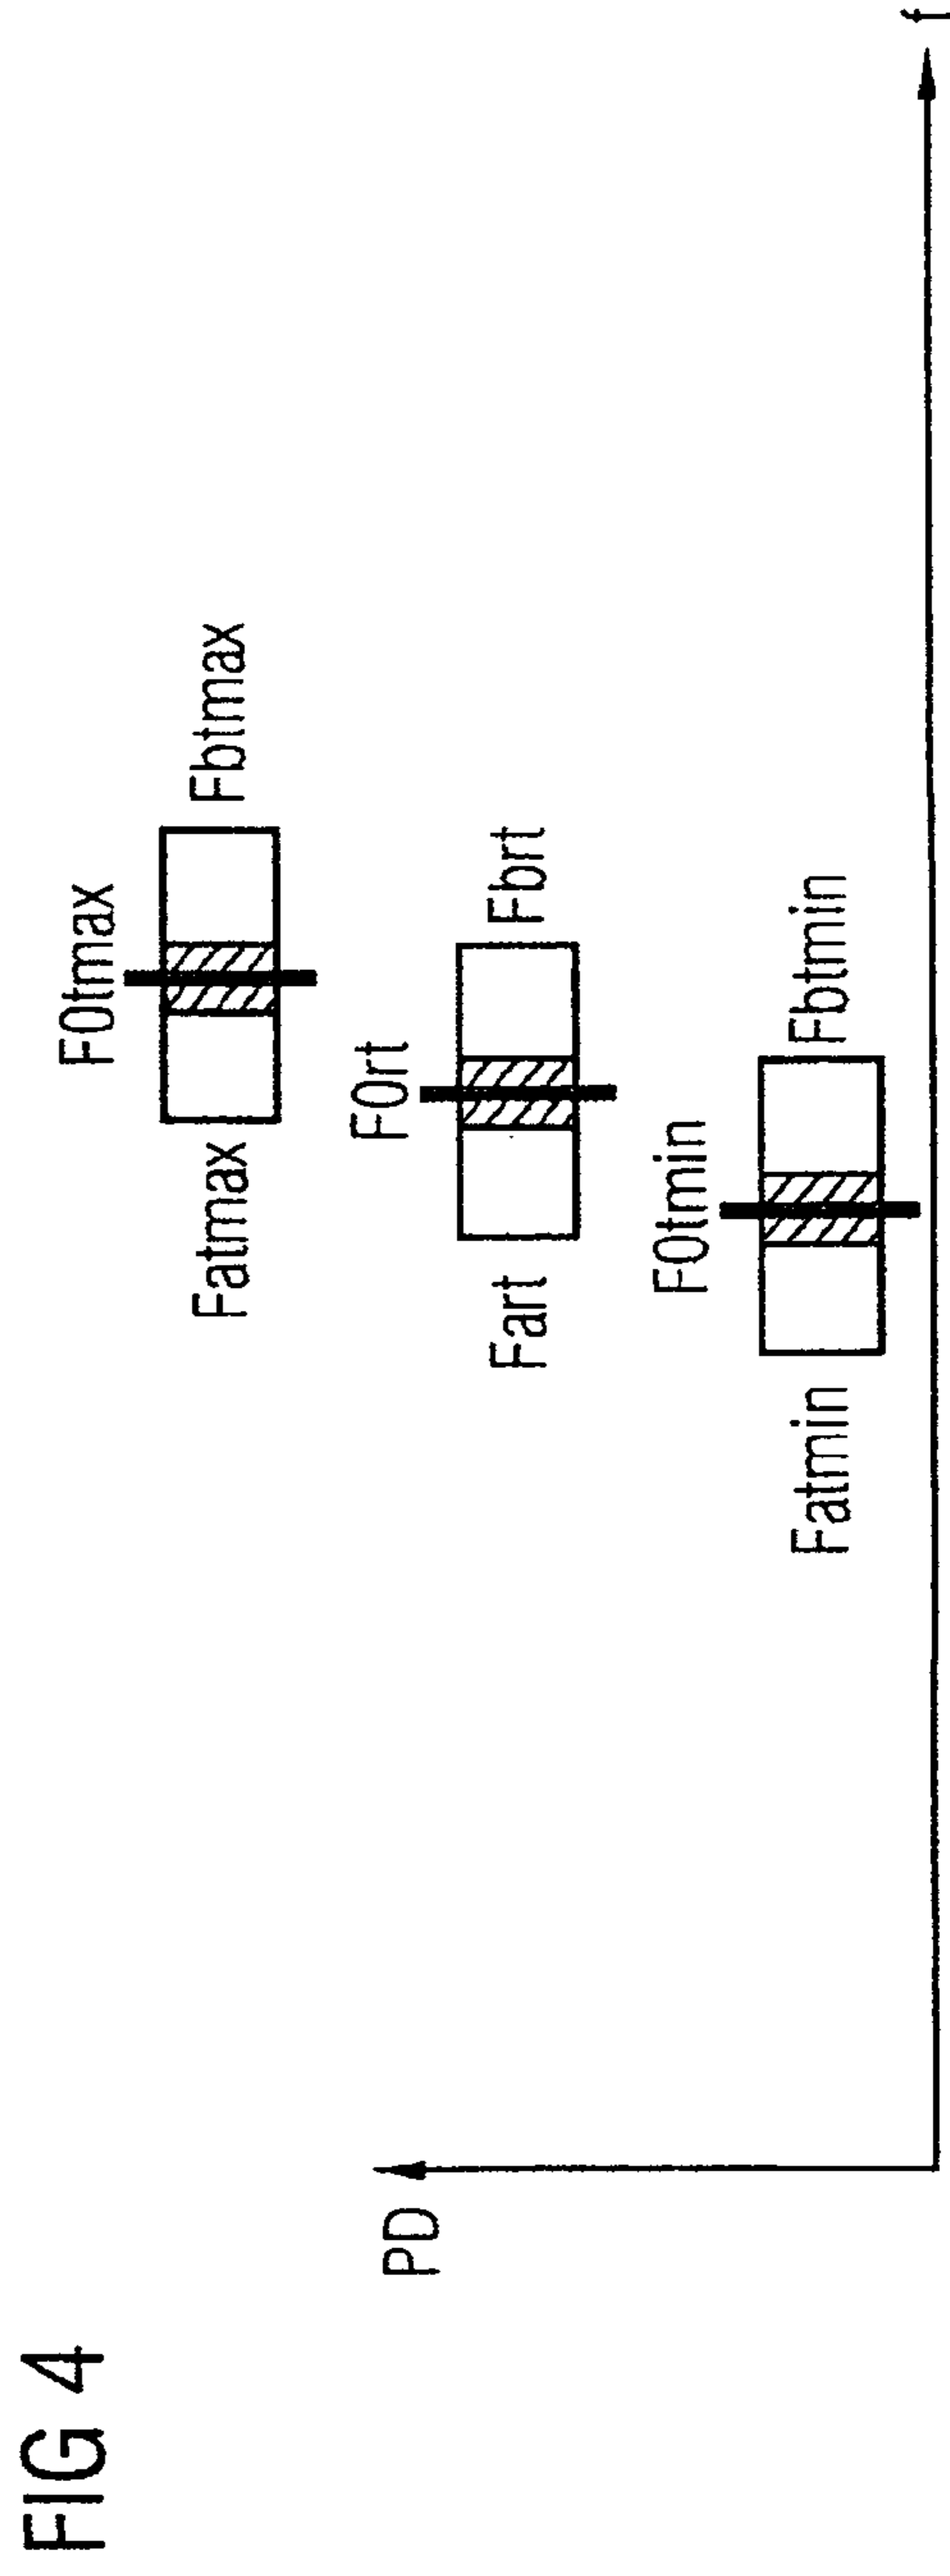 FIG 4
PD
F0tmax
Fatmax
Fbtmax
F0rt
Fart
Fbrt
F0tmin
Fatmin
Fbtmin
f